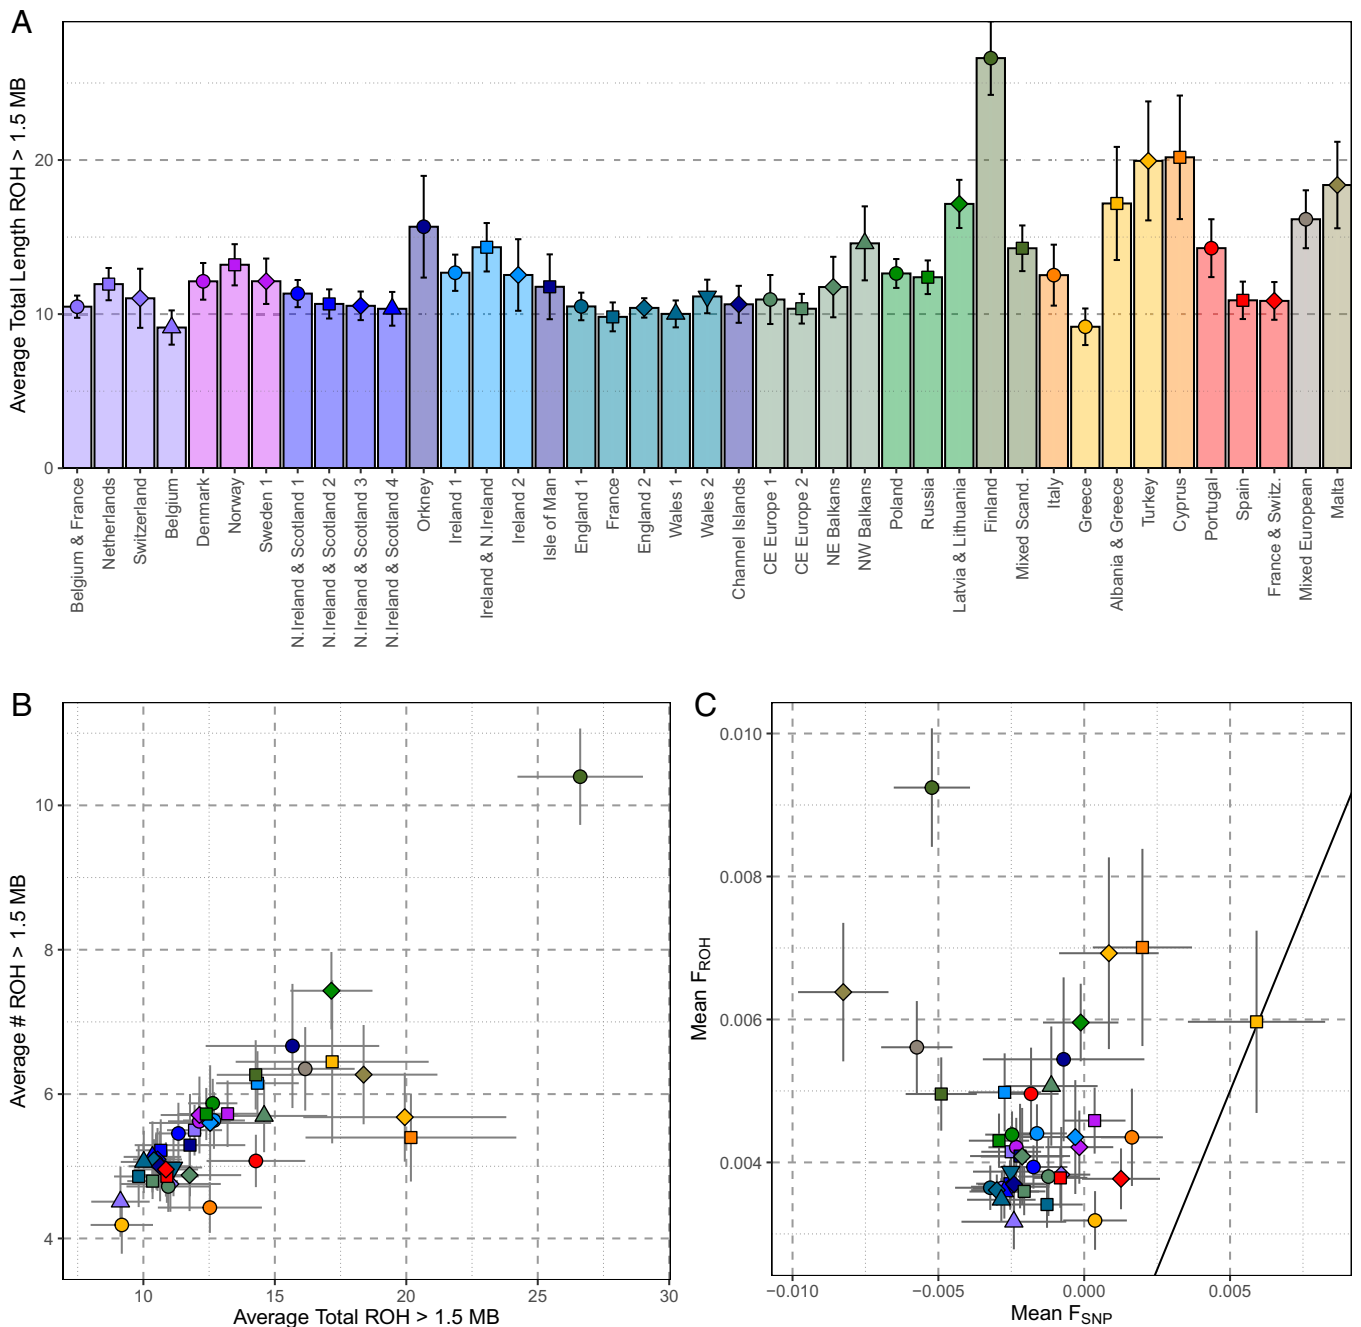 A
Average Total Length ROH > 1.5 MB
20
10
0
Belgium & France
Netherlands
Switzerland
Belgium
Denmark
Norway
Sweden 1
N.Ireland & Scotland 1
N.Ireland & Scotland 2
N.Ireland & Scotland 3
N.Ireland & Scotland 4
Orkney
Ireland 1
Ireland & N.Ireland
Ireland 2
Isle of Man
England 1
France
England 2
Wales 1
Wales 2
Channel Islands
CE Europe 1
CE Europe 2
NE Balkans
NW Balkans
Poland
Russia
Latvia & Lithuania
Finland
Mixed Scand.
Italy
Greece
Albania & Greece
Turkey
Cyprus
Portugal
Spain
France & Switz.
Mixed European
Malta
B
Average # ROH > 1.5 MB
10
8
6
4
10
15
20
25
30
Average Total ROH > 1.5 MB
C
Mean FROH
0.010
0.008
0.006
0.004
−0.010
−0.005
0.000
0.005
Mean FSNP